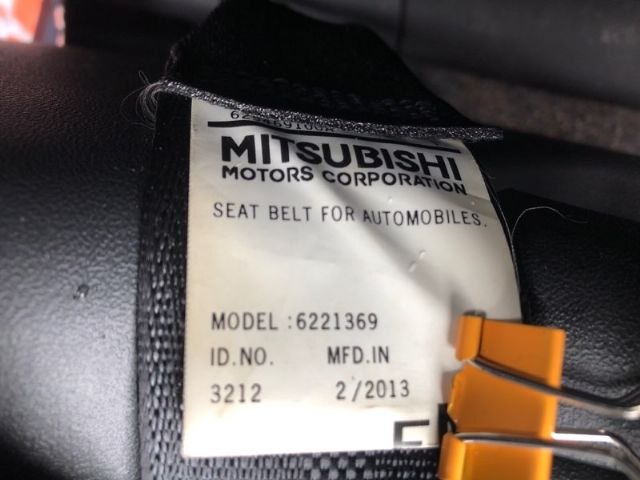 MITSUBISHI
MOTORS CORPORATION
SEAT BELT FOR AUTOMOBILES.
MODEL :6221369
ID.NO. MFD.IN
3212 2/2013